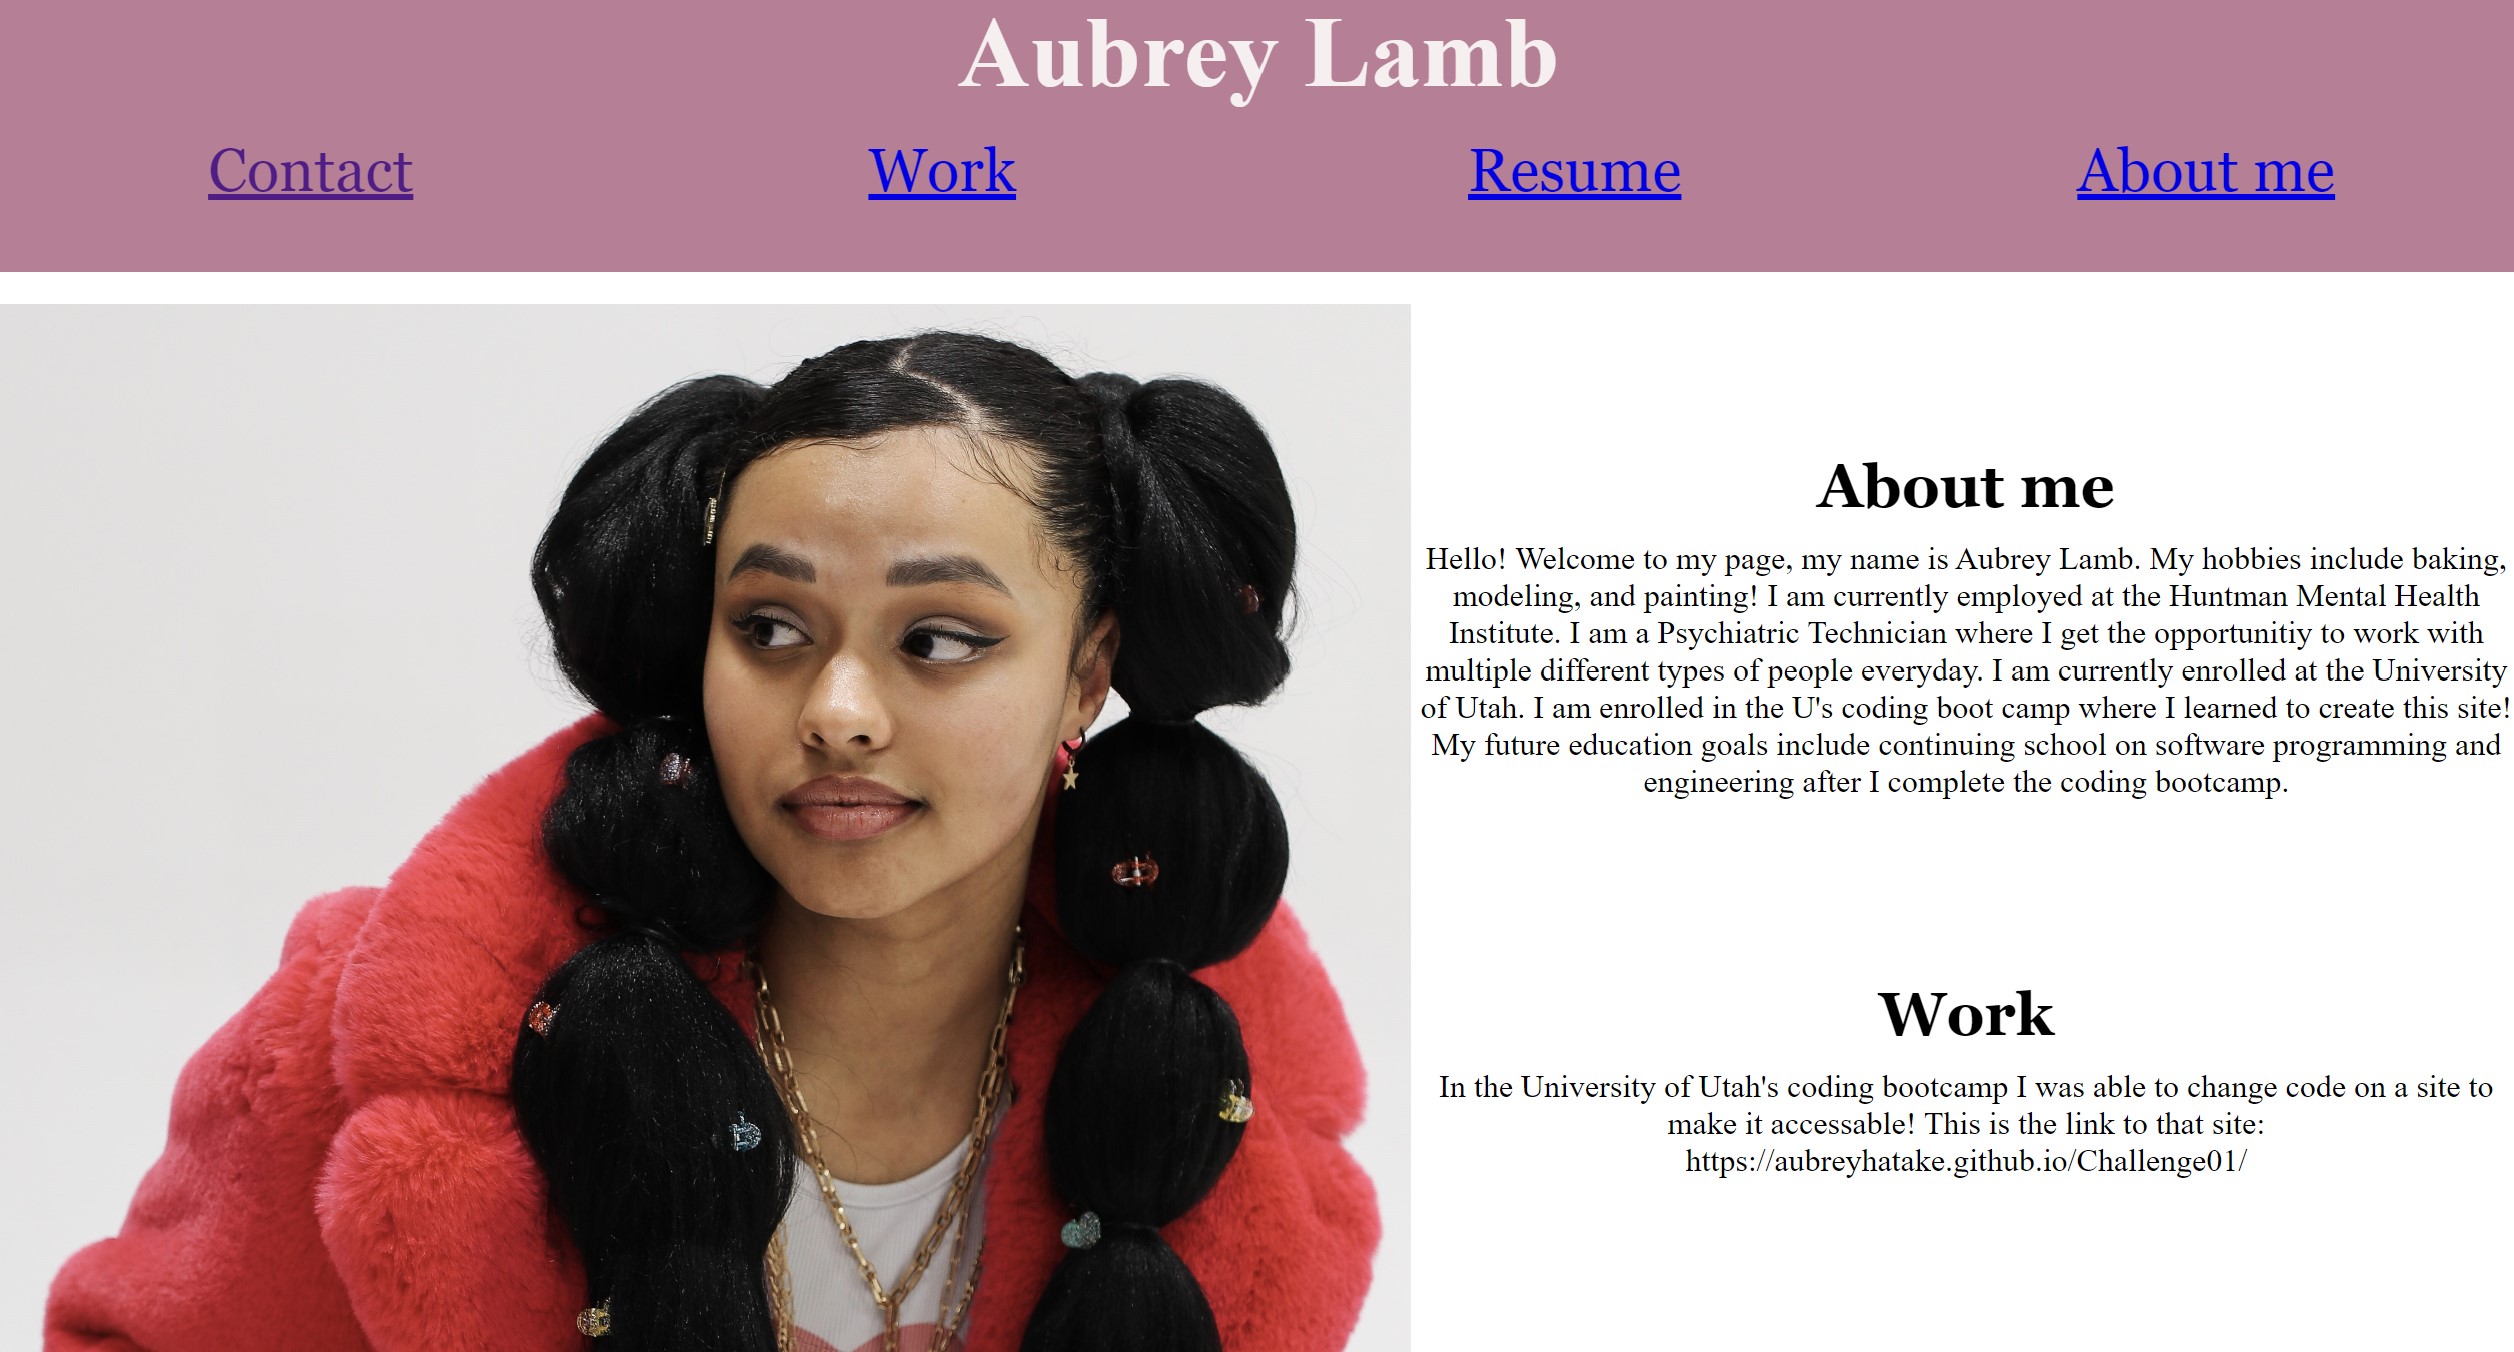 Aubrey Lamb
Contact Work Resume About me
About me
Hello! Welcome to my page, my name is Aubrey Lamb. My hobbies include baking,
modeling, and painting! I am currently employed at the Huntman Mental Health
Institute. I am a Psychiatric Technician where I get the opportunitiy to work with
multiple different types of people everyday. I am currently enrolled at the University
of Utah. I am enrolled in the U's coding boot camp where I learned to create this site!
My future education goals include continuing school on software programming and
engineering after I complete the coding bootcamp.
Work
In the University of Utah's coding bootcamp I was able to change code on a site to
make it accessable! This is the link to that site:
https://aubreyhatake.github.io/Challenge01/